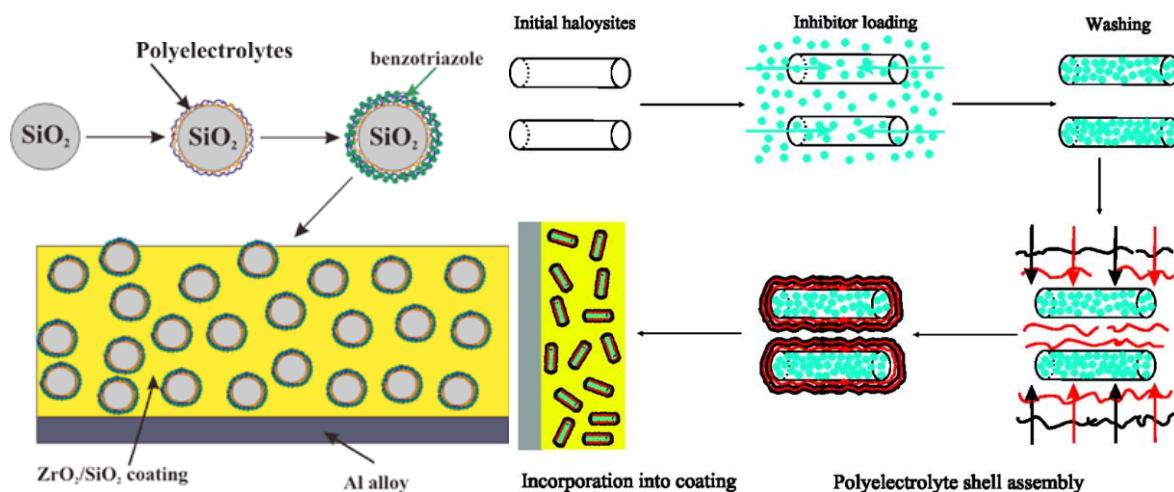 Polyelectrolytes
benzotriazole
SiO₂
SiO₂
SiO₂
ZrO₂/SiO₂ coating
Al alloy
Initial haloysites
Inhibitor loading
Washing
Incorporation into coating
Polyelectrolyte shell assembly